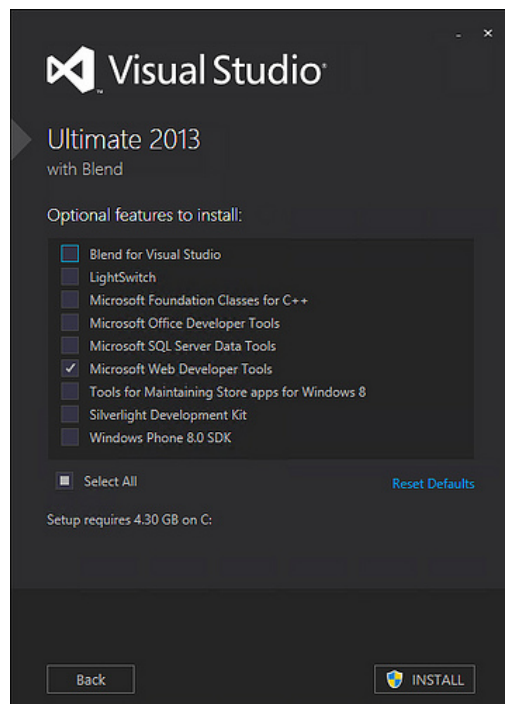 Visual Studio
Ultimate 2013
with Blend
Optional features to install:
Blend for Visual Studio
LightSwitch
Microsoft Foundation Classes for C++
Microsoft Office Developer Tools
Microsoft SQL Server Data Tools
Microsoft Web Developer Tools
Tools for Maintaining Store apps for Windows 8
Silverlight Development Kit
Windows Phone 8.0 SDK
Select All
Reset Defaults
Setup requires 4.30 GB on C:
Back
INSTALL